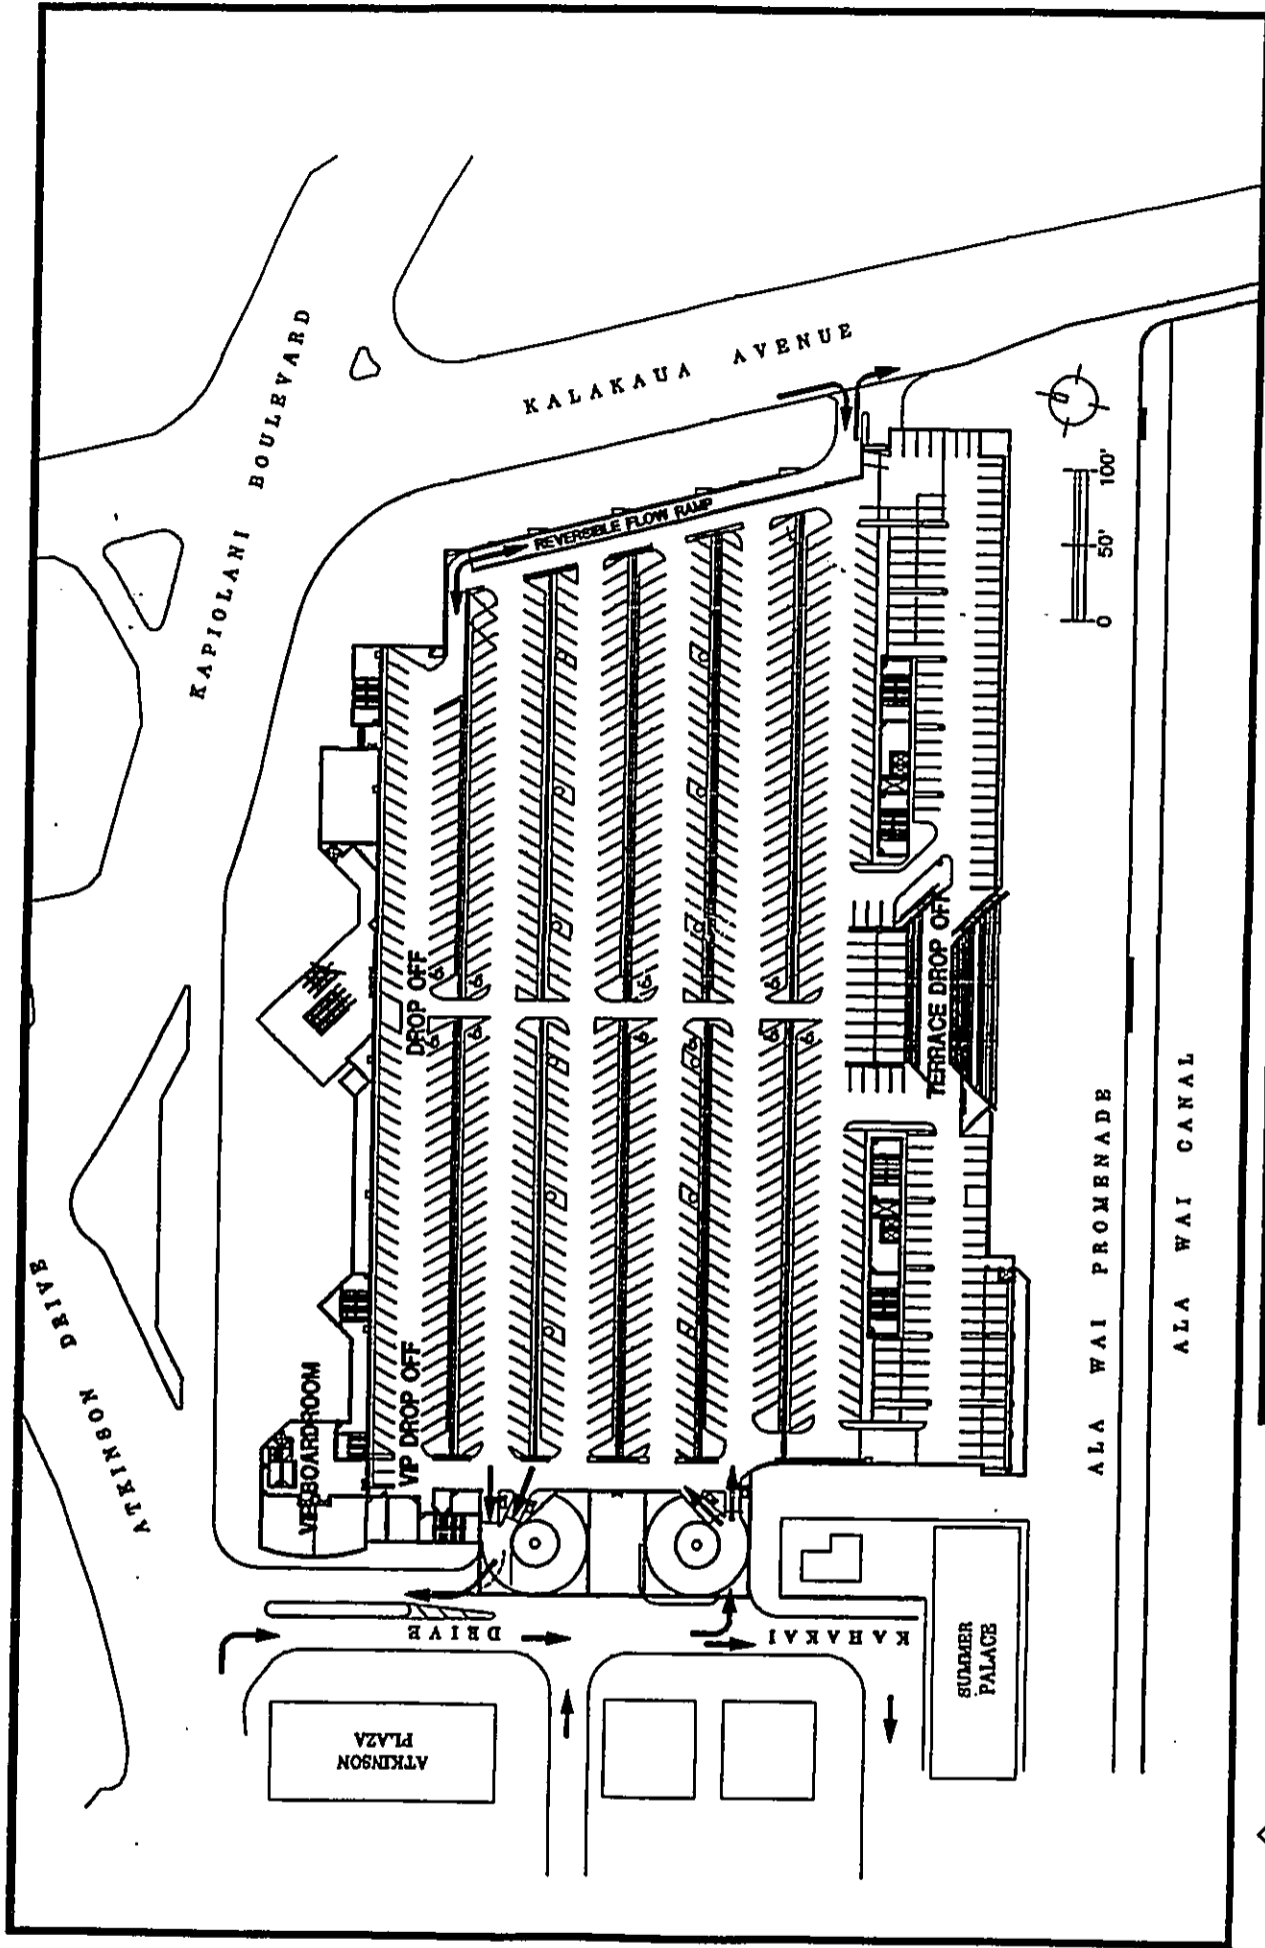 KAPIOLANI BOULEVARD
KALAKAUA AVENUE
REVERSIBLE FLOW RAMP
ATKINSON DRIVE
DROP OFF
VIP DROP OFF
VIP BOARDROOM
TERRACE DROP OFF
0 50' 100'
KAHAKAI DRIVE
ATKINSON
PLAZA
SUMMER
PALACE
ALA WAI PROMENADE
ALA WAI CANAL